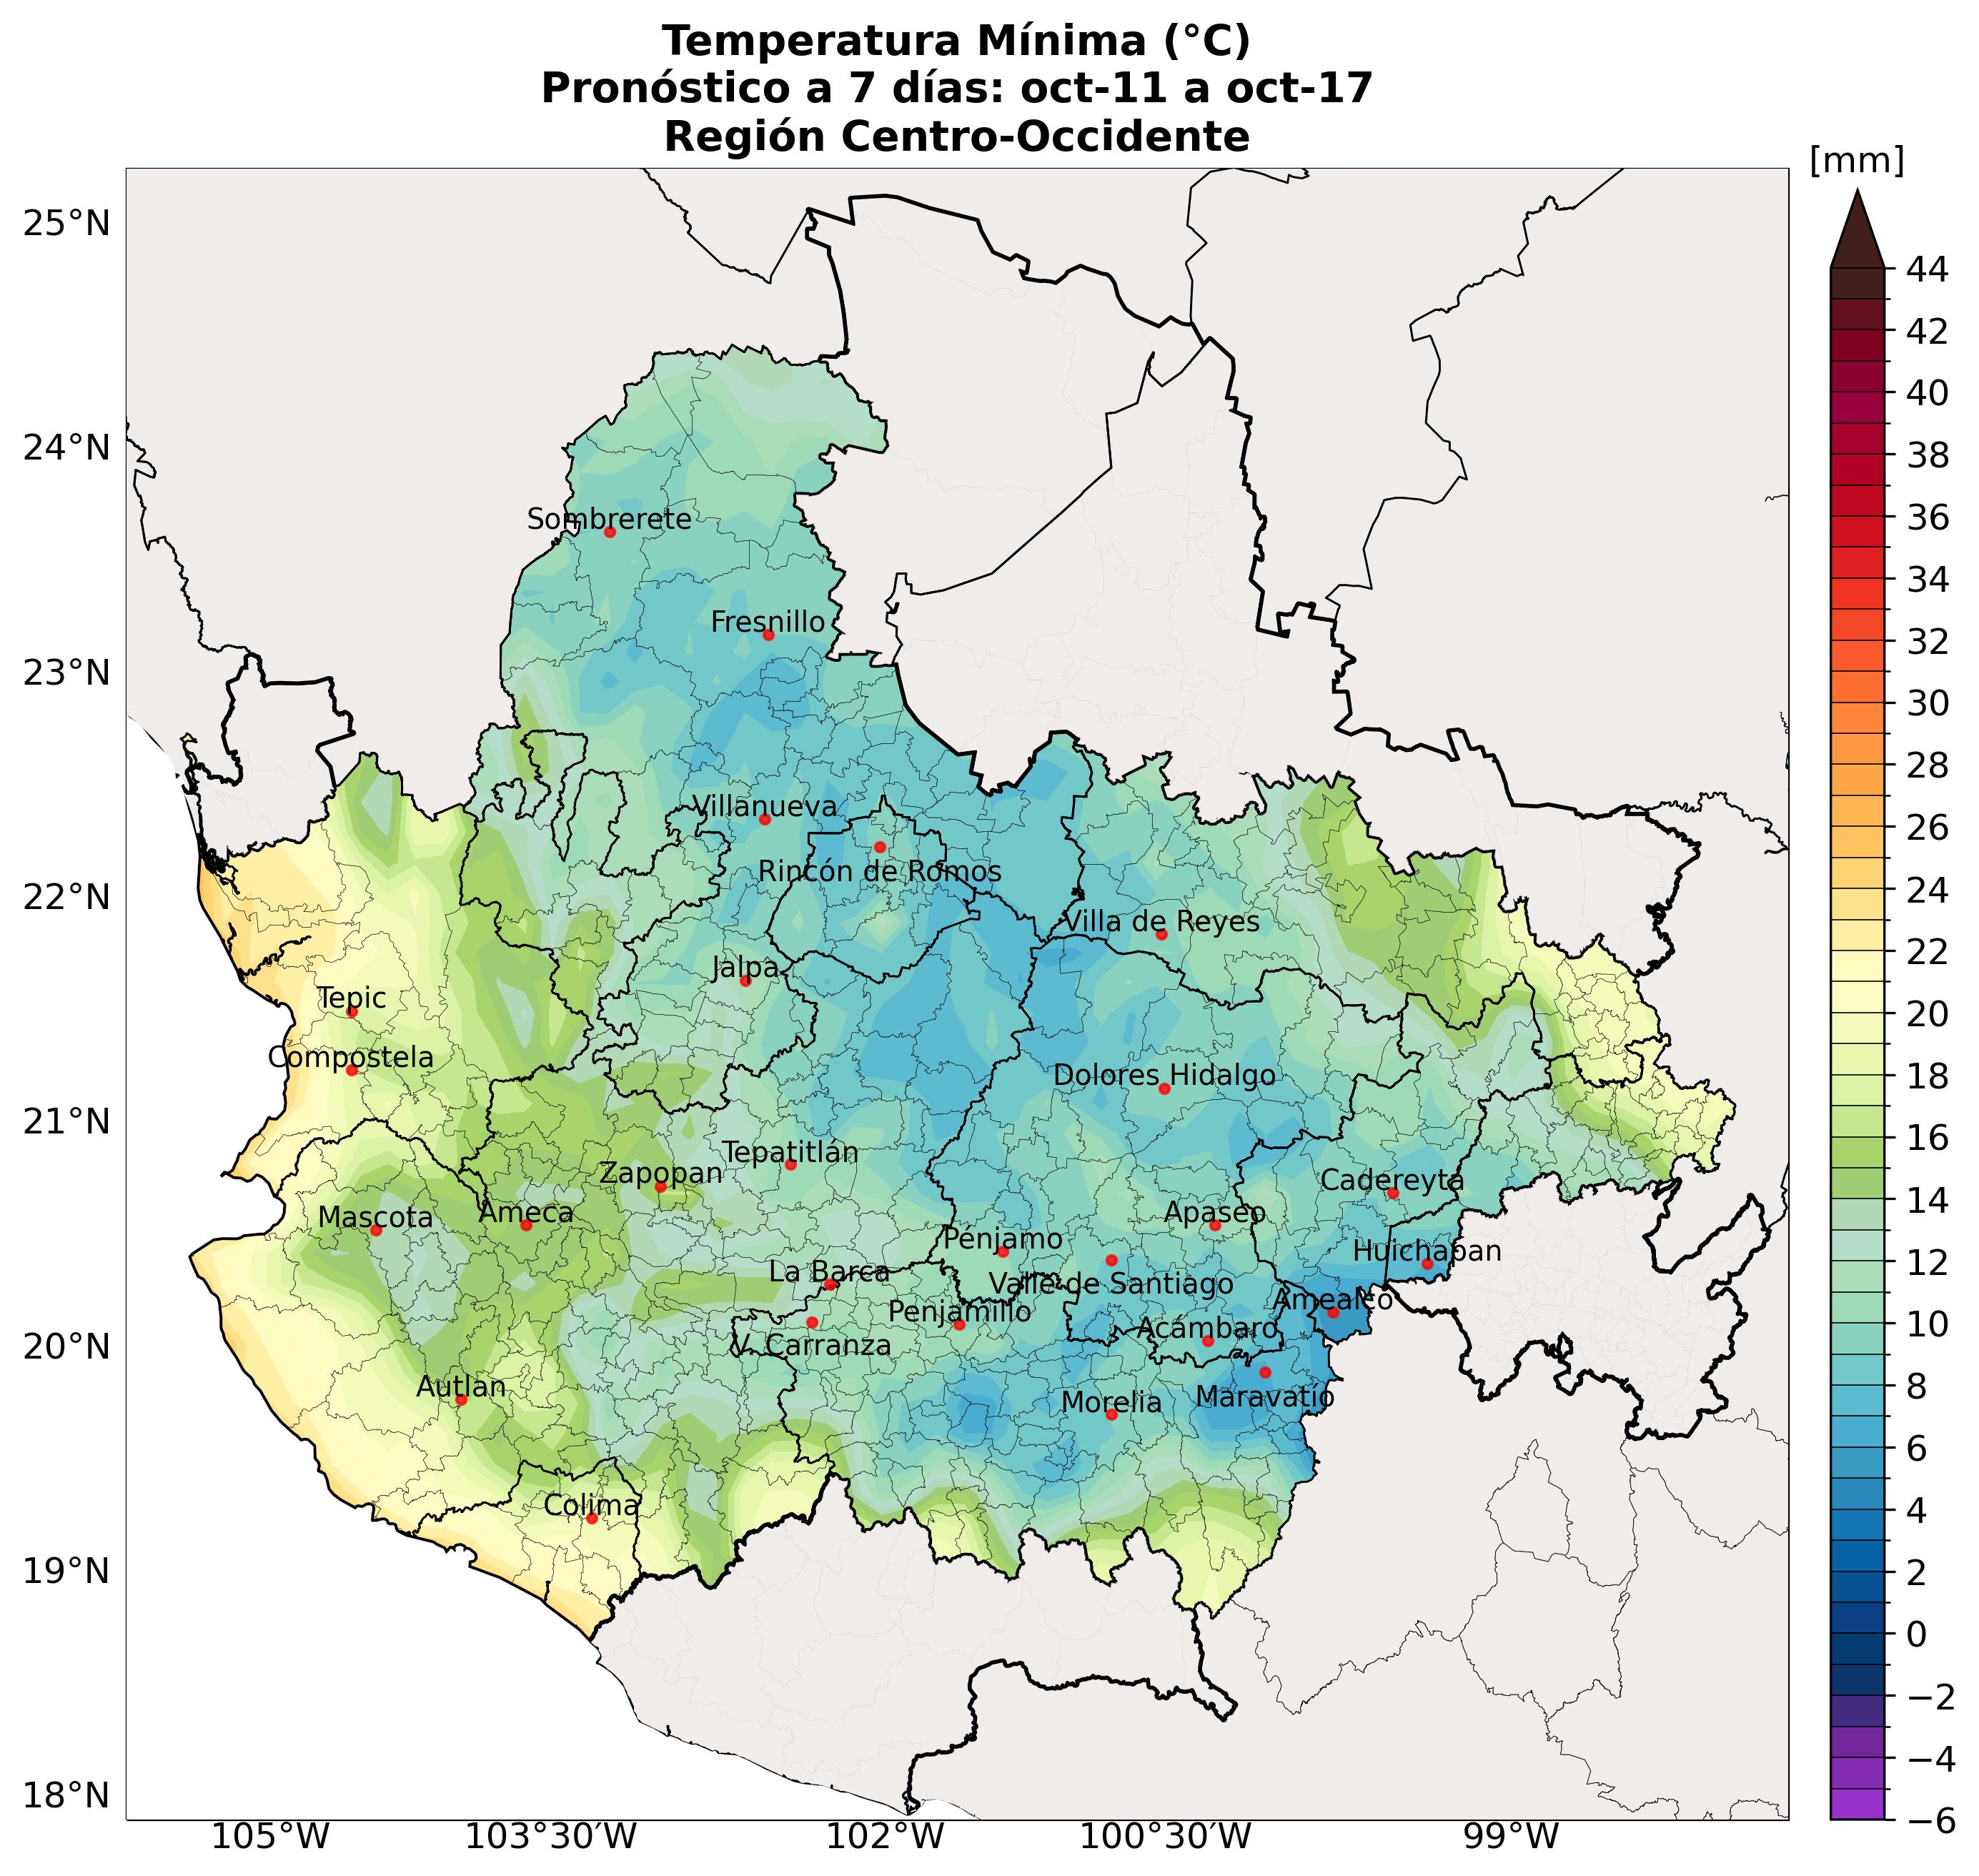 Temperatura Mínima (°C)
Pronóstico a 7 días: oct-11 a oct-17
Región Centro-Occidente
[mm]
25°N
24°N
23°N
22°N
21°N
20°N
19°N
18°N
105°W
103°30′W
102°W
100°30′W
99°W
Sombrerete
Fresnillo
Villanueva
Rincón de Romos
Villa de Reyes
Jalpa
Tepic
Compostela
Dolores Hidalgo
Tepatitlán
Zapopan
Cadereyta
Mascota
Ameca
Apaseo
Pénjamo
Huichapan
La Barca
Valle de Santiago
Amealco
Penjamillo
Acámbaro
V. Carranza
Autlan
Morelia
Maravatío
Colima
44
42
40
38
36
34
32
30
28
26
24
22
20
18
16
14
12
10
8
6
4
2
0
−2
−4
−6